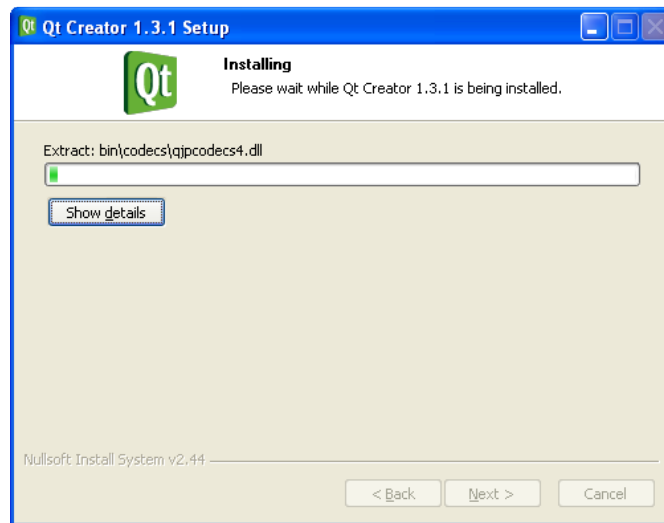 Qt Creator 1.3.1 Setup
Qt
Installing
Please wait while Qt Creator 1.3.1 is being installed.
Extract: bin\codecs\qjpcodecs4.dll
Show details
Nullsoft Install System v2.44
< Back Next > Cancel